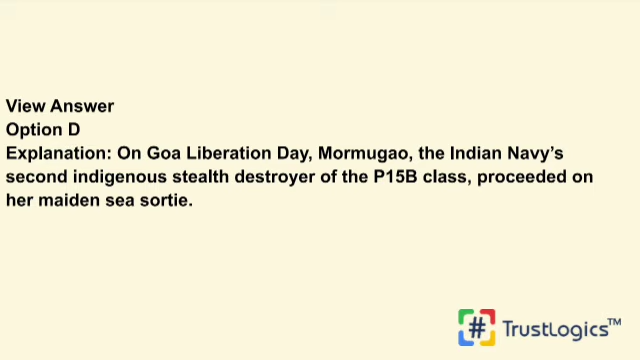 View Answer
Option D
Explanation: On Goa Liberation Day, Mormugao, the Indian Navy’s
second indigenous stealth destroyer of the P15B class, proceeded on
her maiden sea sortie.
# TrustLogics™